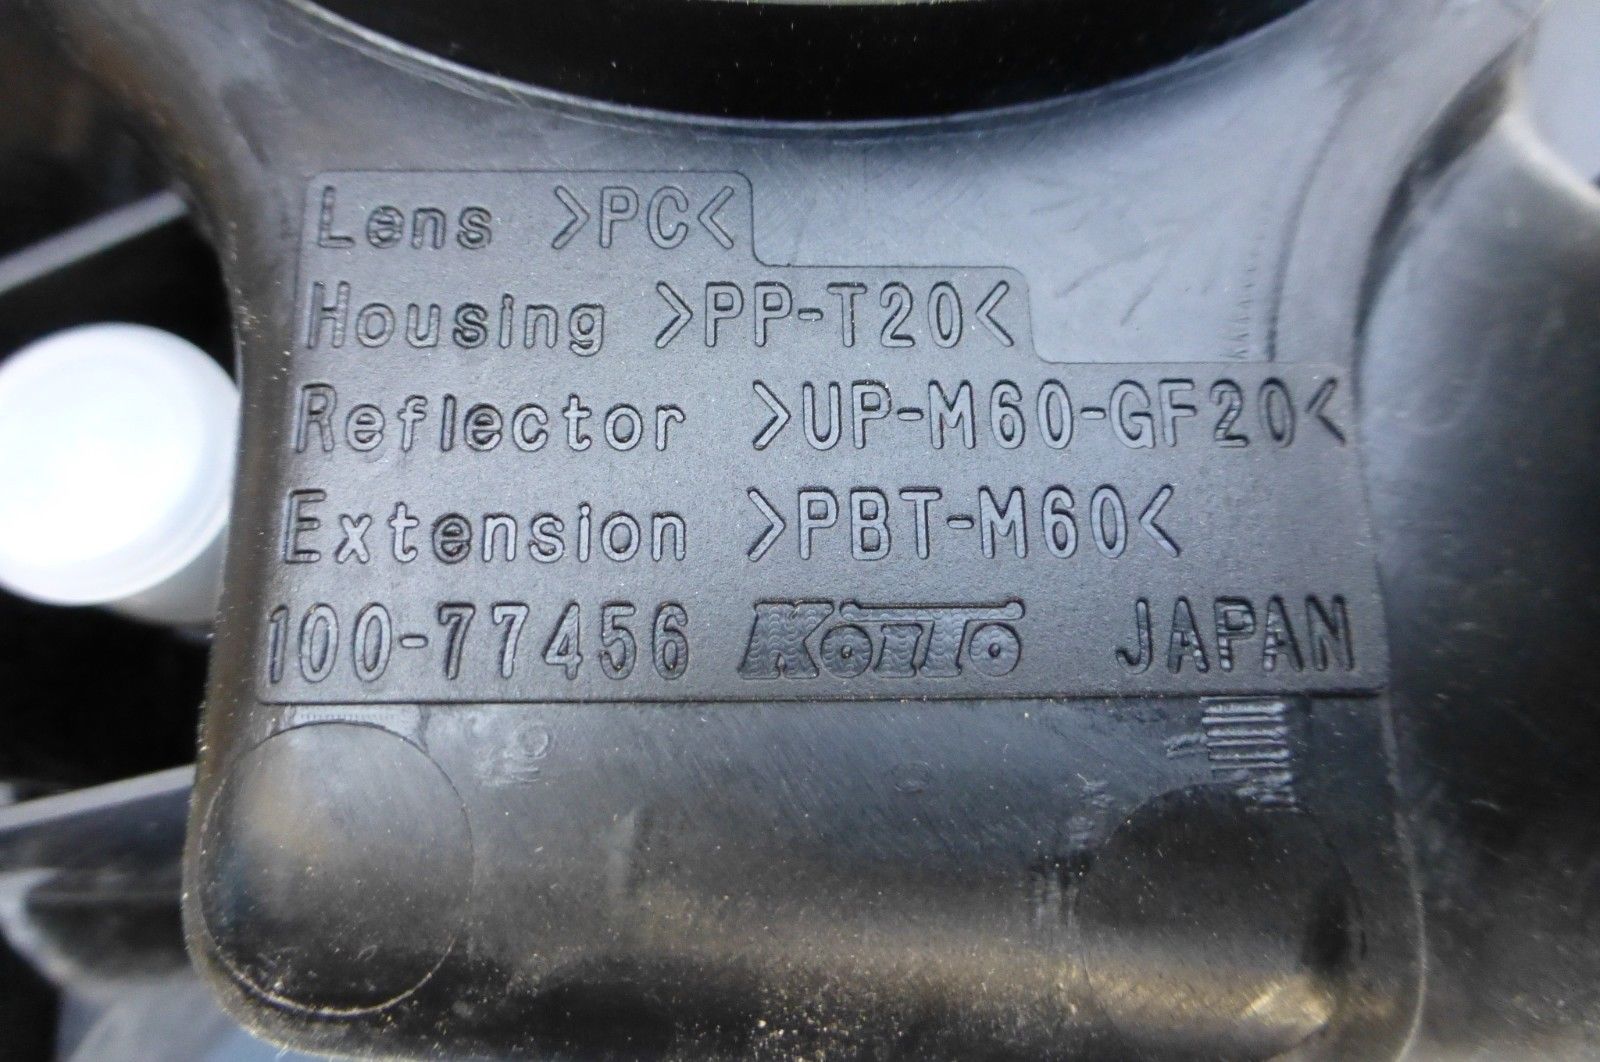 Lens >PC<
Housing >PP-T20<
Reflector >UP-M60-GF20<
Extension >PBT-M60<
100-77456 KOITO JAPAN